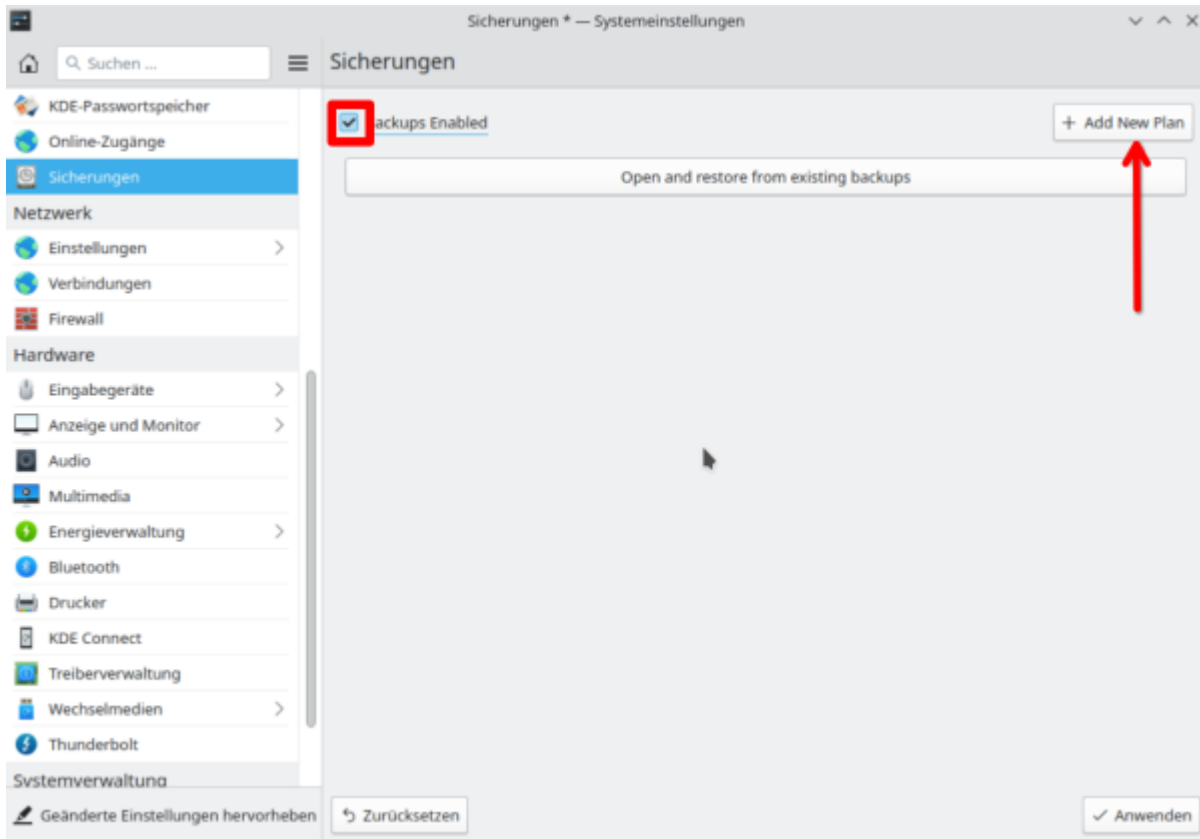 Sicherungen * — Systemeinstellungen
Suchen ...
Sicherungen
KDE-Passwortspeicher
Online-Zugänge
Sicherungen
Netzwerk
Einstellungen
Verbindungen
Firewall
Hardware
Eingabegeräte
Anzeige und Monitor
Audio
Multimedia
Energieverwaltung
Bluetooth
Drucker
KDE Connect
Treiberverwaltung
Wechselmedien
Thunderbolt
Systemverwaltung
Geänderte Einstellungen hervorheben
ackups Enabled
+ Add New Plan
Open and restore from existing backups
Zurücksetzen
Anwenden